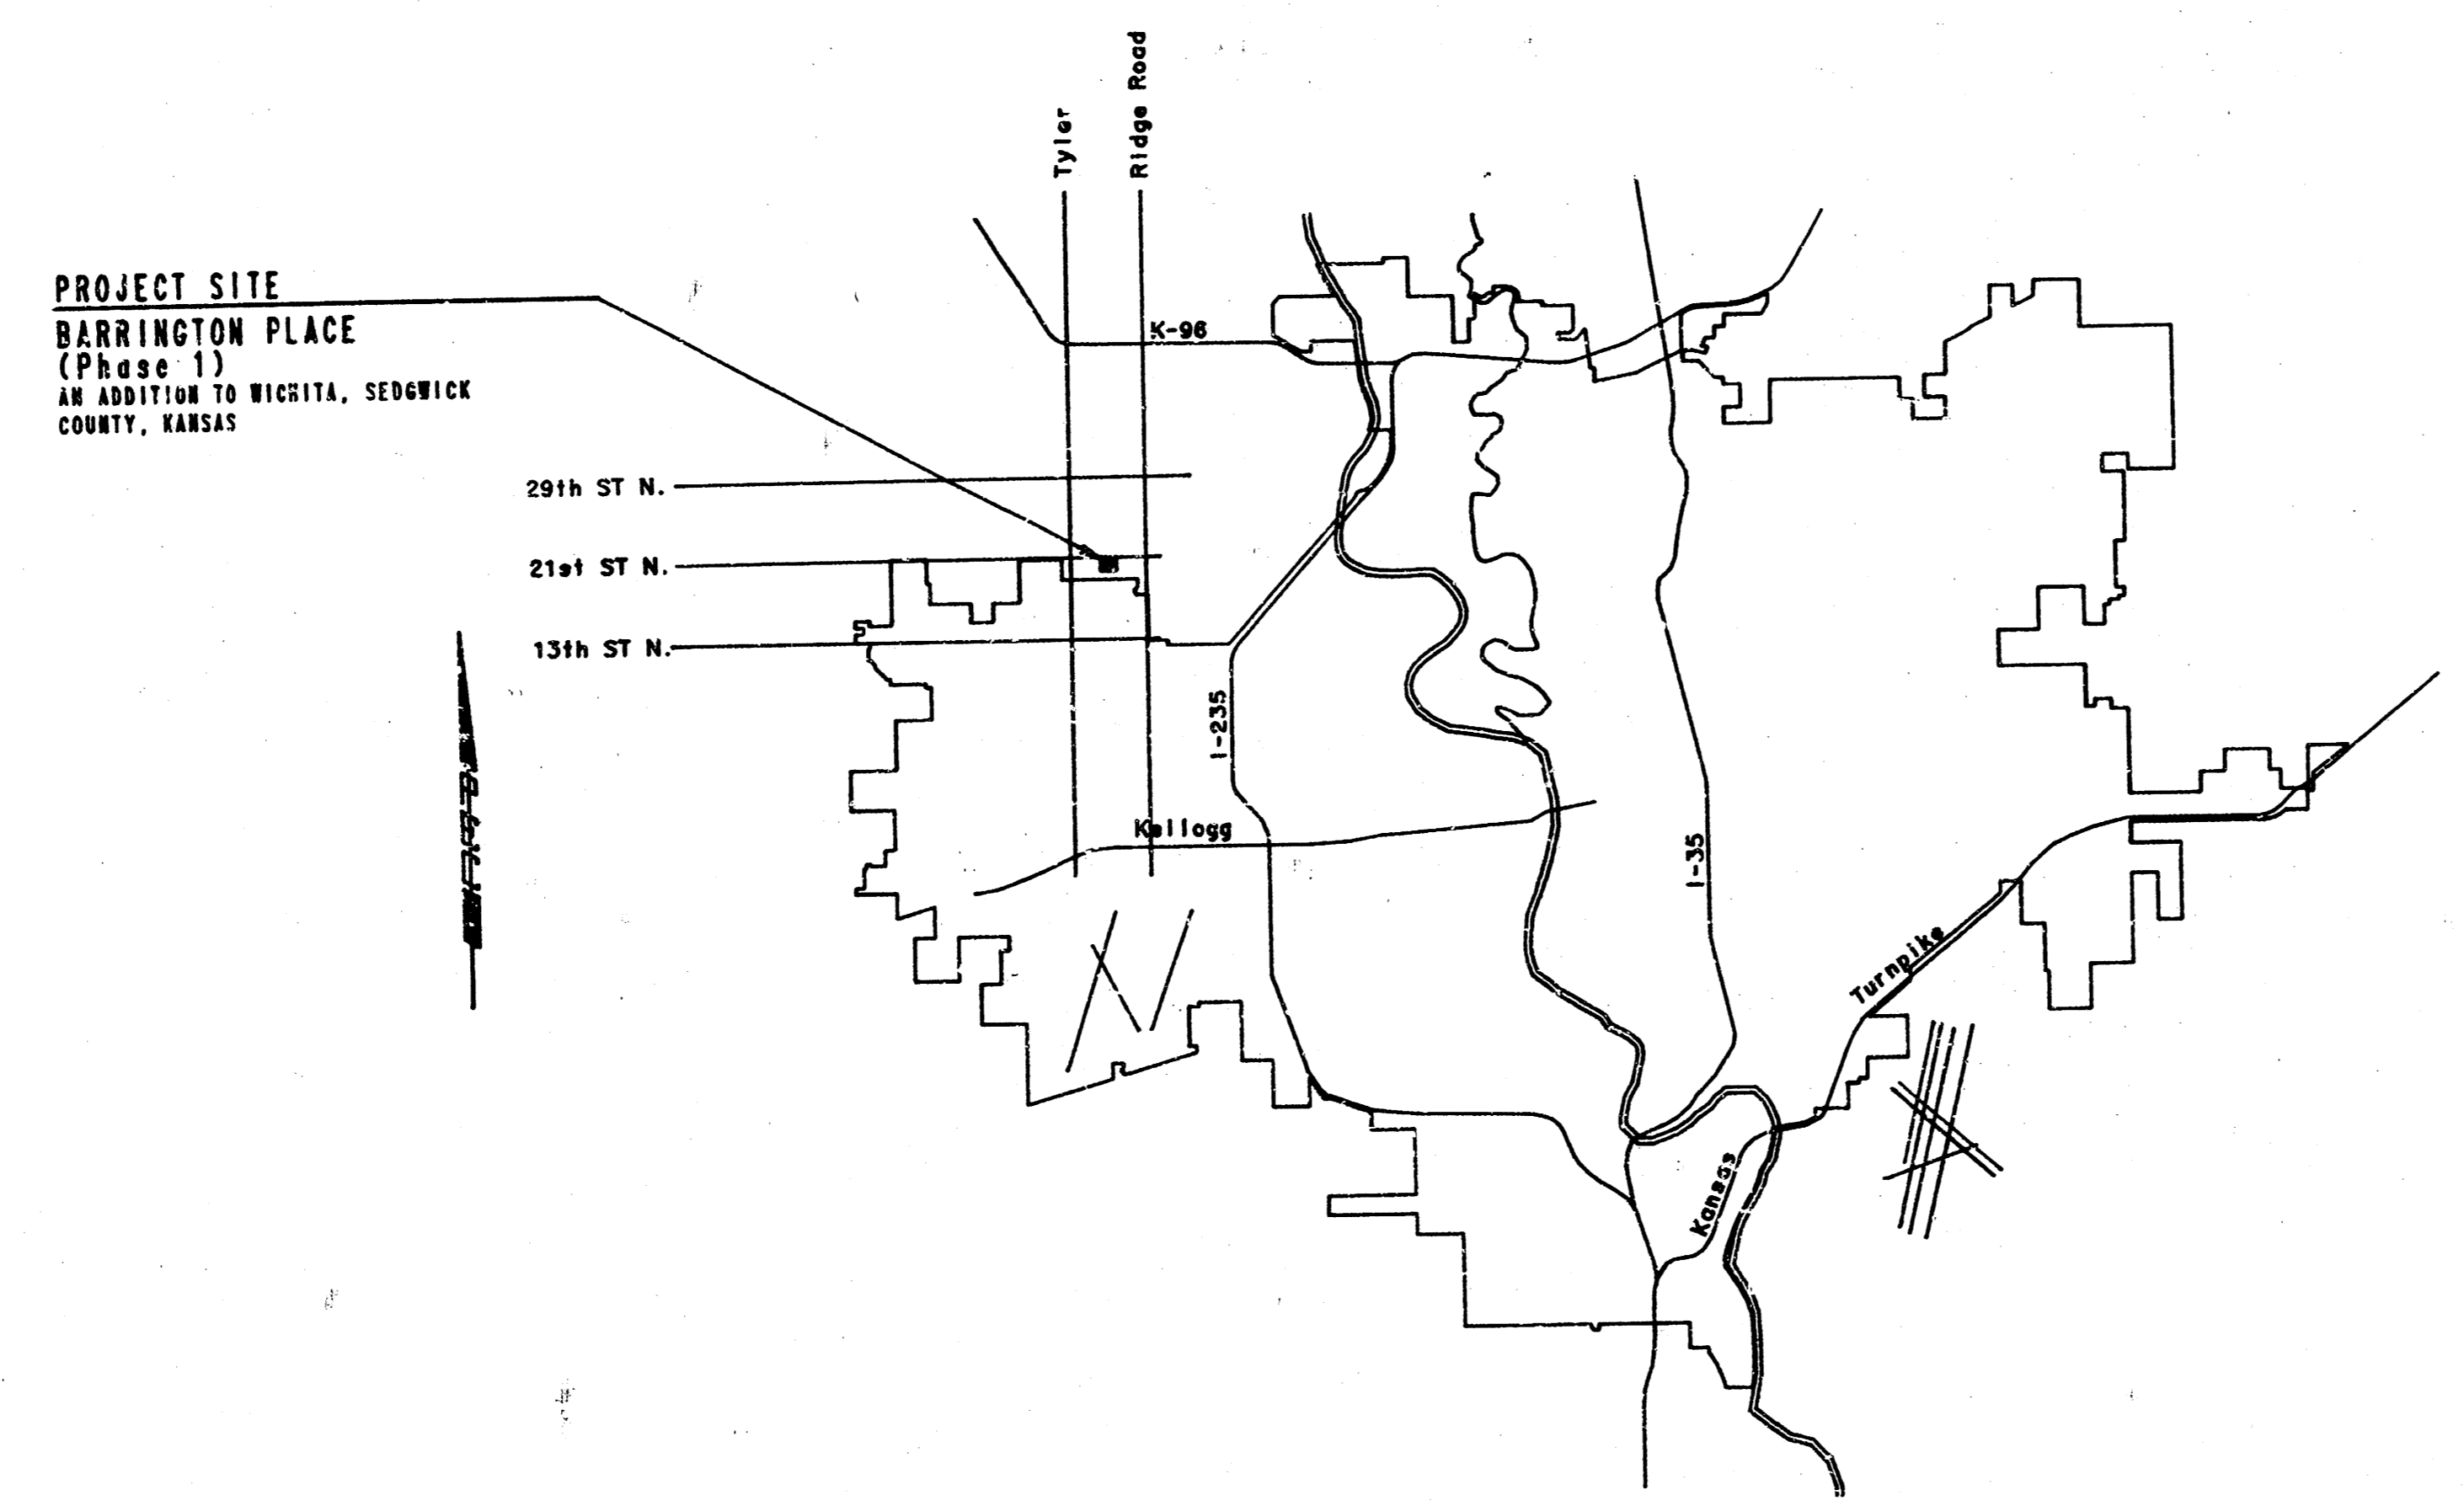 Tyler
Ridge Road
PROJECT SITE
BARRINGTON PLACE
(Phase 1)
AN ADDITION TO WICHITA, SEDGWICK
COUNTY, KANSAS
K-96
29th ST N.
21st ST N.
13th ST N.
I-235
Kellogg
I-35
Turnpike
Kansas